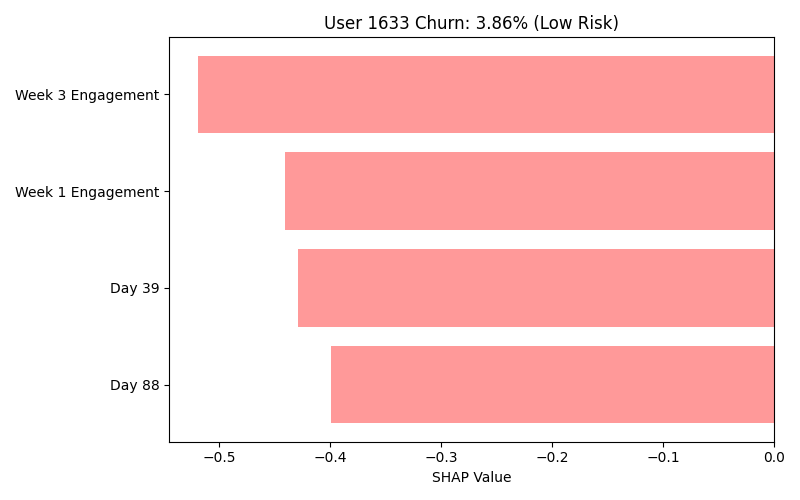 User 1633 Churn: 3.86% (Low Risk)
Week 3 Engagement
Week 1 Engagement
Day 39
Day 88
−0.5
−0.4
−0.3
−0.2
−0.1
0.0
SHAP Value